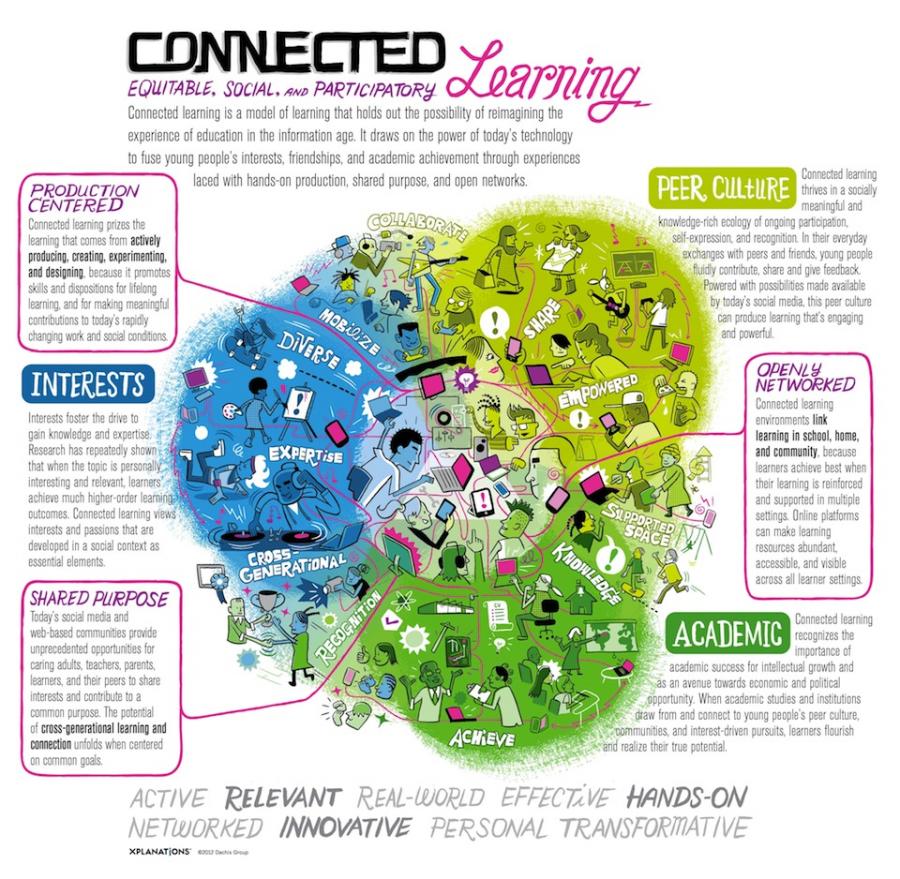 CONNECTED Learning
EQUITABLE, SOCIAL, AND PARTICIPATORY
Connected learning is a model of learning that holds out the possibility of reimagining the
experience of education in the information age. It draws on the power of today's technology
to fuse young people's interests, friendships, and academic achievement through experiences
laced with hands-on production, shared purpose, and open networks.
PRODUCTION
CENTERED
Connected learning prizes the
learning that comes from actively
producing, creating, experimenting,
and designing, because it promotes
skills and dispositions for lifelong
learning, and for making meaningful
contributions to today's rapidly
changing work and social conditions.
INTERESTS
Interests foster the drive to
gain knowledge and expertise.
Research has repeatedly shown
that when the topic is personally
interesting and relevant, learners
achieve much higher-order learning
outcomes. Connected learning views
interests and passions that are
developed in a social context as
essential elements.
SHARED PURPOSE
Today's social media and
web-based communities provide
unprecedented opportunities for
caring adults, teachers, parents,
learners, and their peers to share
interests and contribute to a
common purpose. The potential
of cross-generational learning and
connection unfolds when centered
on common goals.
COLLABORATE
MOBILIZE
DIVERSE
SHARE
EMPOWERED
EXPERTISE
CROSS-
GENERATIONAL
RECOGNITION
SUPPORTED
SPACE
KNOWLEDGE
ACHIEVE
PEER CULTURE
Connected learning
thrives in a socially
meaningful and
knowledge-rich ecology of ongoing participation,
self-expression, and recognition. In their everyday
exchanges with peers and friends, young people
fluidly contribute, share and give feedback.
Powered with possibilities made available
by today's social media, this peer culture
can produce learning that's engaging
and powerful.
OPENLY
NETWORKED
Connected learning
environments link
learning in school, home,
and community, because
learners achieve best when
their learning is reinforced
and supported in multiple
settings. Online platforms
can make learning
resources abundant,
accessible, and visible
across all learner settings.
ACADEMIC
Connected learning
recognizes the
importance of
academic success for intellectual growth and
as an avenue towards economic and political
opportunity. When academic studies and institutions
draw from and connect to young people's peer culture,
communities, and interest-driven pursuits, learners flourish
and realize their true potential.
ACTIVE RELEVANT REAL-WORLD EFFECTIVE HANDS-ON
NETWORKED INNOVATIVE PERSONAL TRANSFORMATIVE
XPLANATIONS™ ©2012 Dachis Group